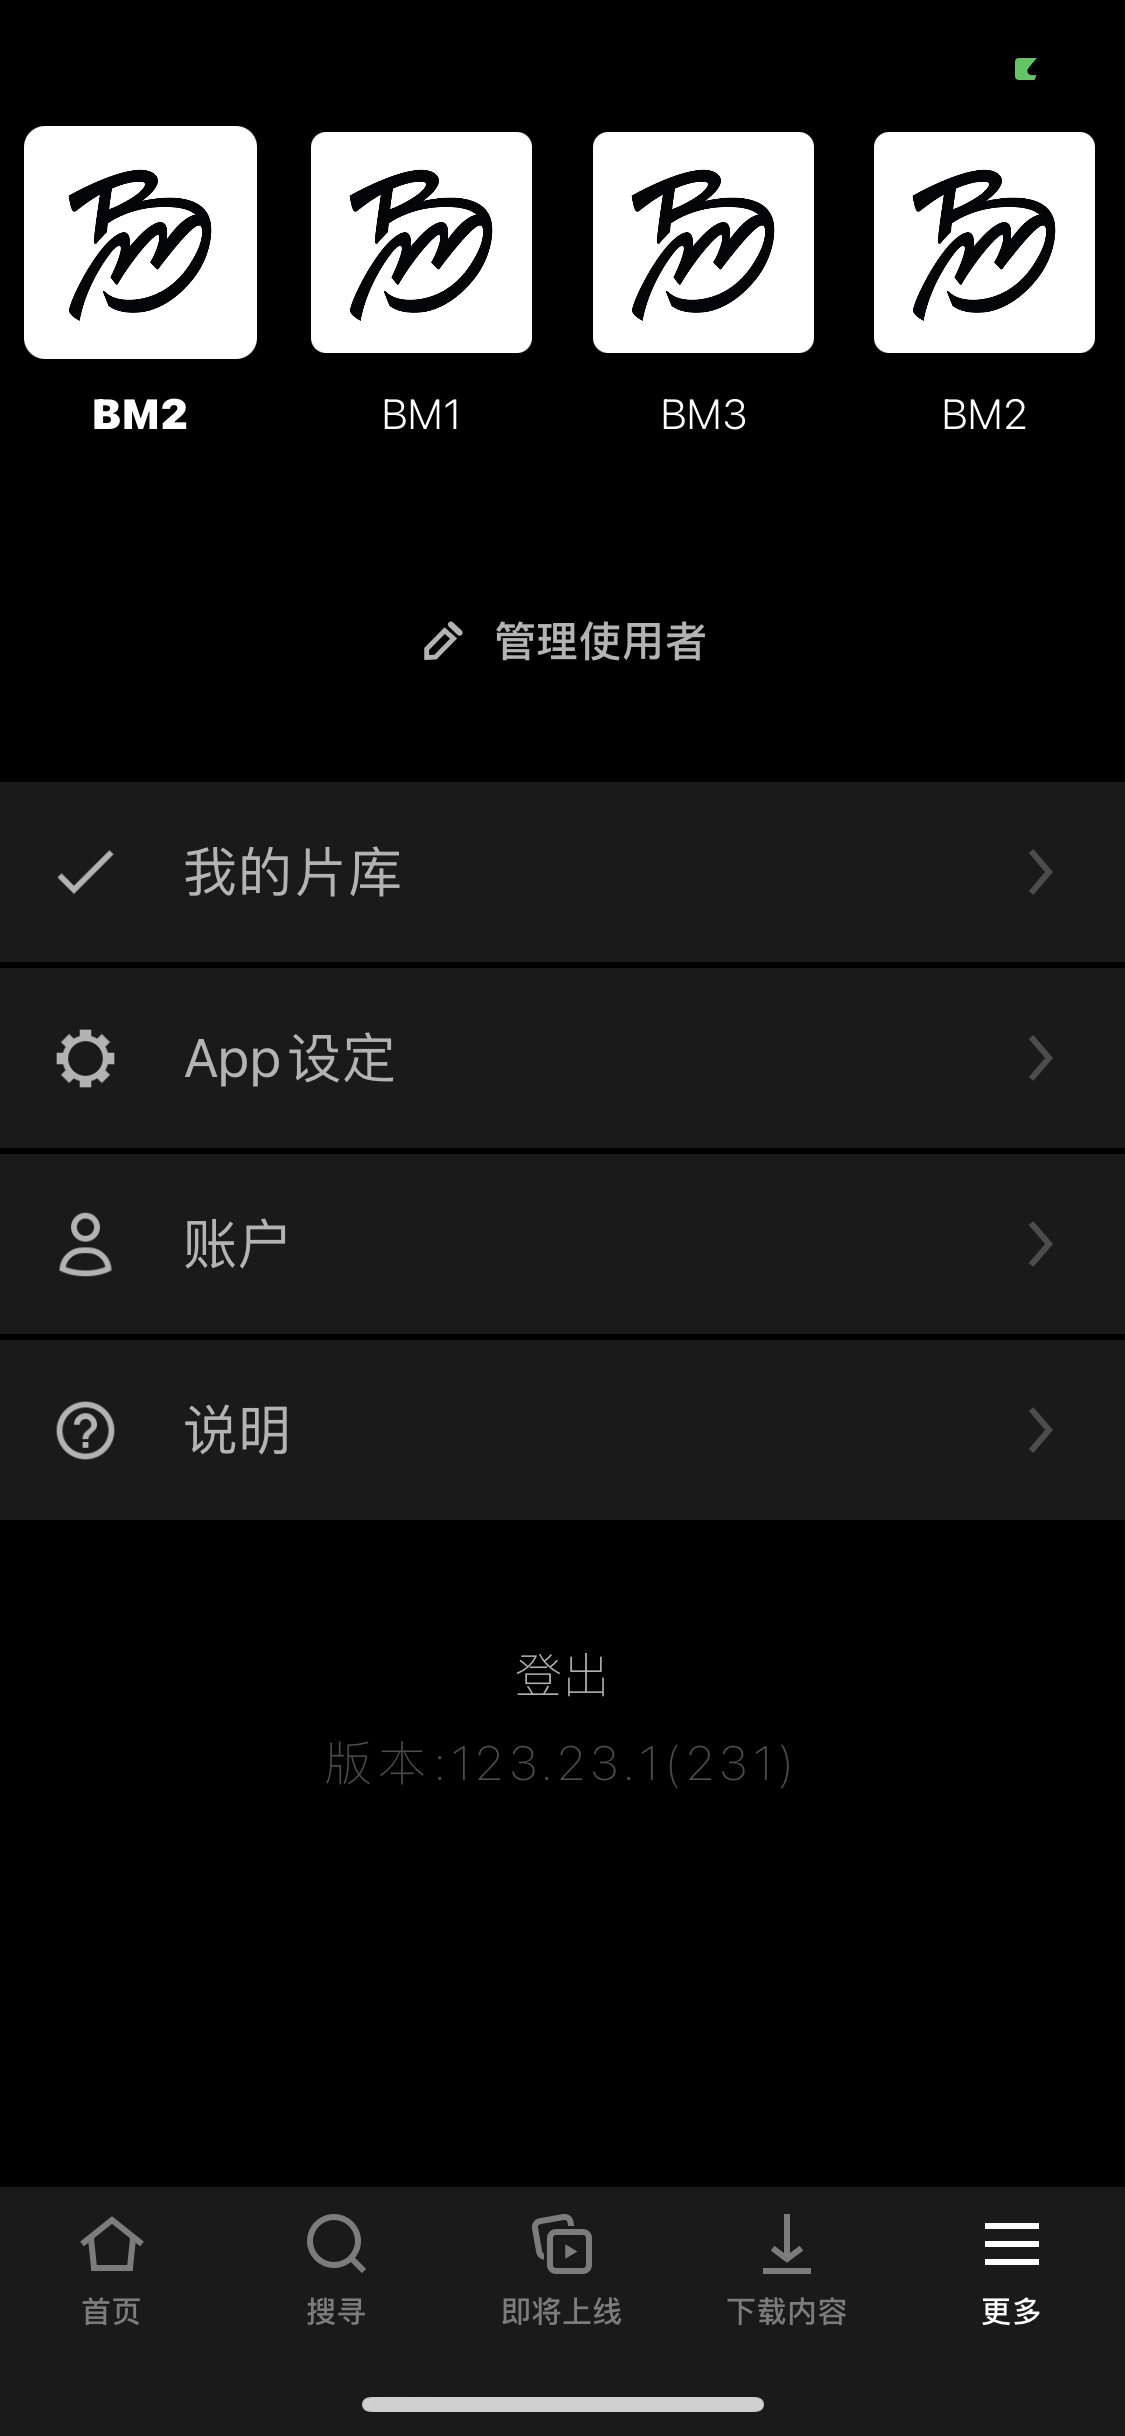 BM2 BM1 BM3 BM2
管理使用者
我的片库
App 设定
账户
说明
登出
版本:123.23.1(231)
首页 搜寻 即将上线 下载内容 更多